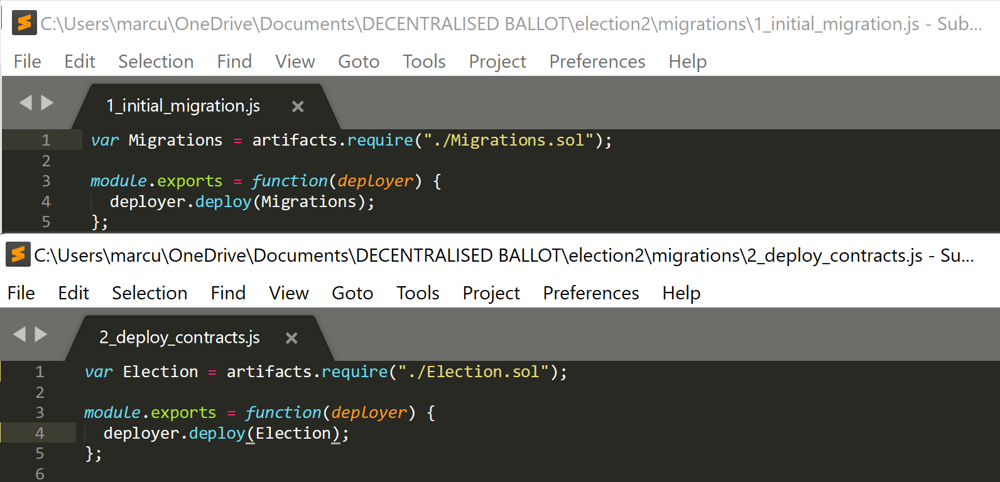 C:\Users\marcu\OneDrive\Documents\DECENTRALISED BALLOT\election2\migrations\1_initial_migration.js - Sub...
File Edit Selection Find View Goto Tools Project Preferences Help
1_initial_migration.js ×
1 var Migrations = artifacts.require("./Migrations.sol");
2
3 module.exports = function(deployer) {
4 deployer.deploy(Migrations);
5 };
C:\Users\marcu\OneDrive\Documents\DECENTRALISED BALLOT\election2\migrations\2_deploy_contracts.js - Su...
File Edit Selection Find View Goto Tools Project Preferences Help
2_deploy_contracts.js ×
1 var Election = artifacts.require("./Election.sol");
2
3 module.exports = function(deployer) {
4 deployer.deploy(Election);
5 };
6